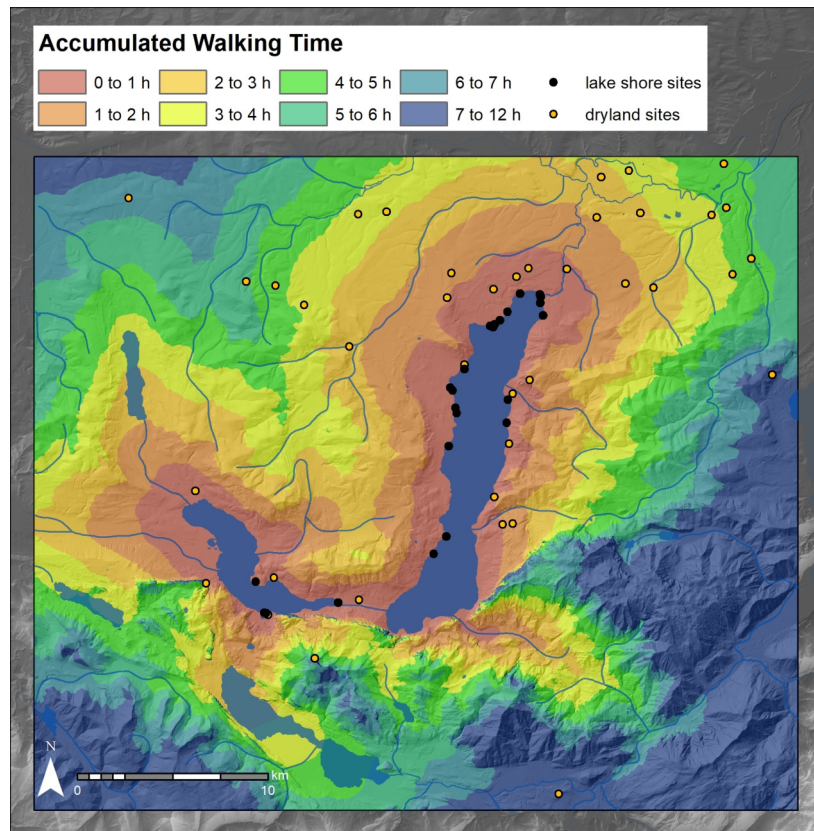 Accumulated Walking Time
0 to 1 h 2 to 3 h 4 to 5 h 6 to 7 h lake shore sites
1 to 2 h 3 to 4 h 5 to 6 h 7 to 12 h dryland sites
N
km
0 10